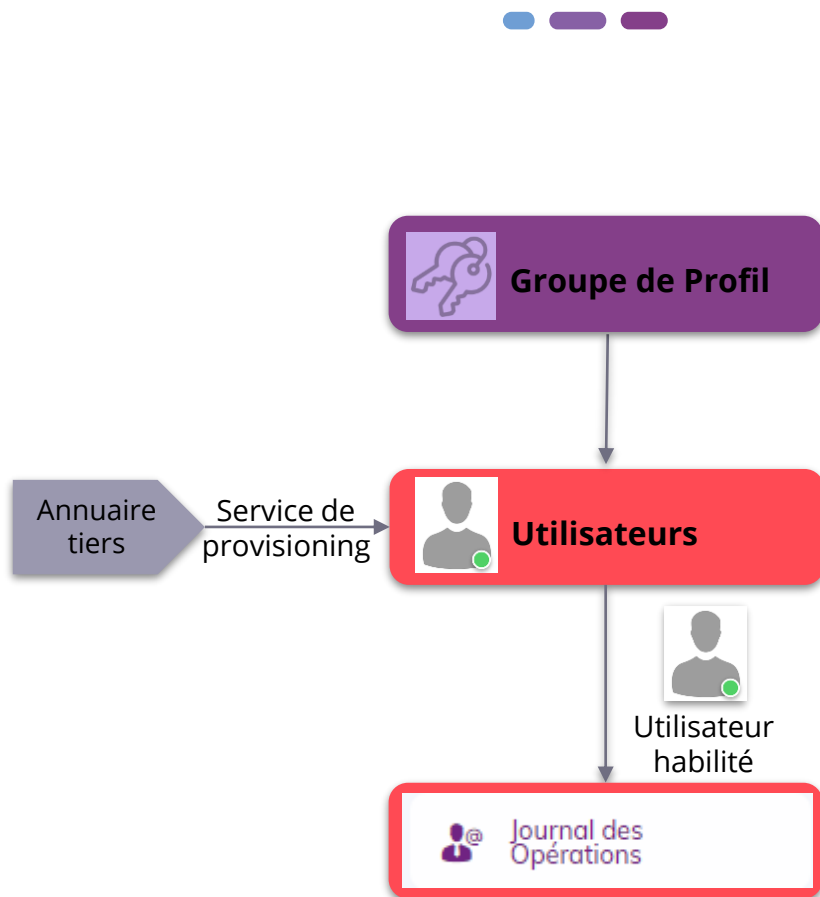 Groupe de Profil
Annuaire
tiers
Service de
provisioning
Utilisateurs
Utilisateur
habilité
@
Journal des
Opérations